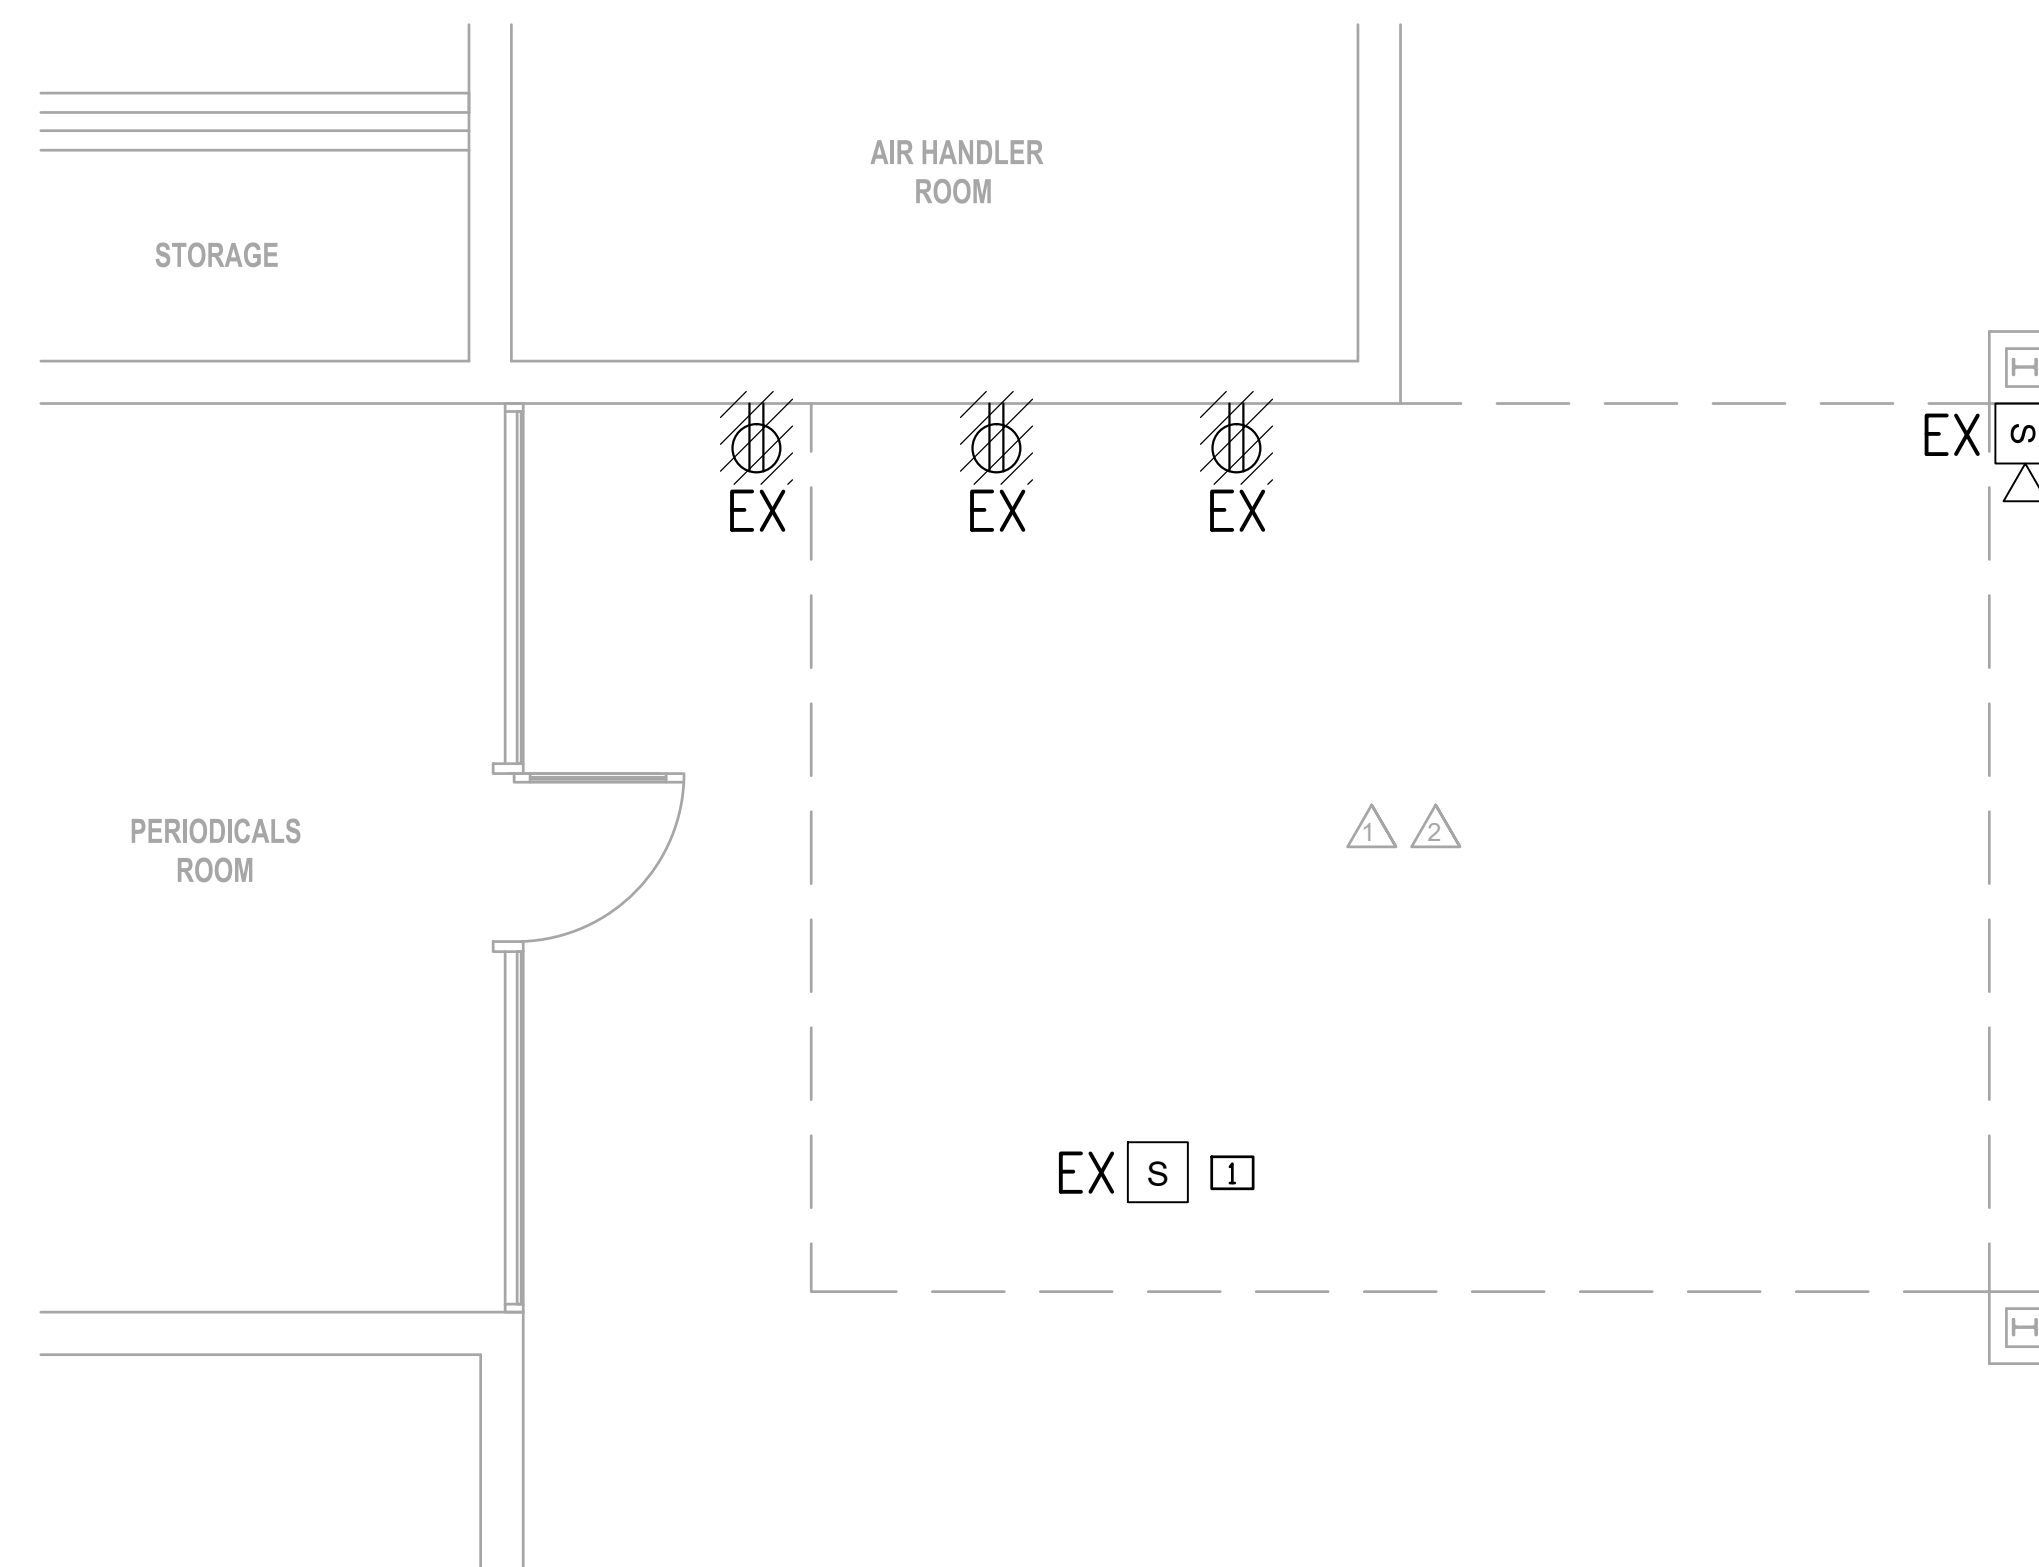 AIR HANDLER
ROOM
STORAGE
EX S
EX
EX
EX
PERIODICALS
ROOM
1 2
EX S 1